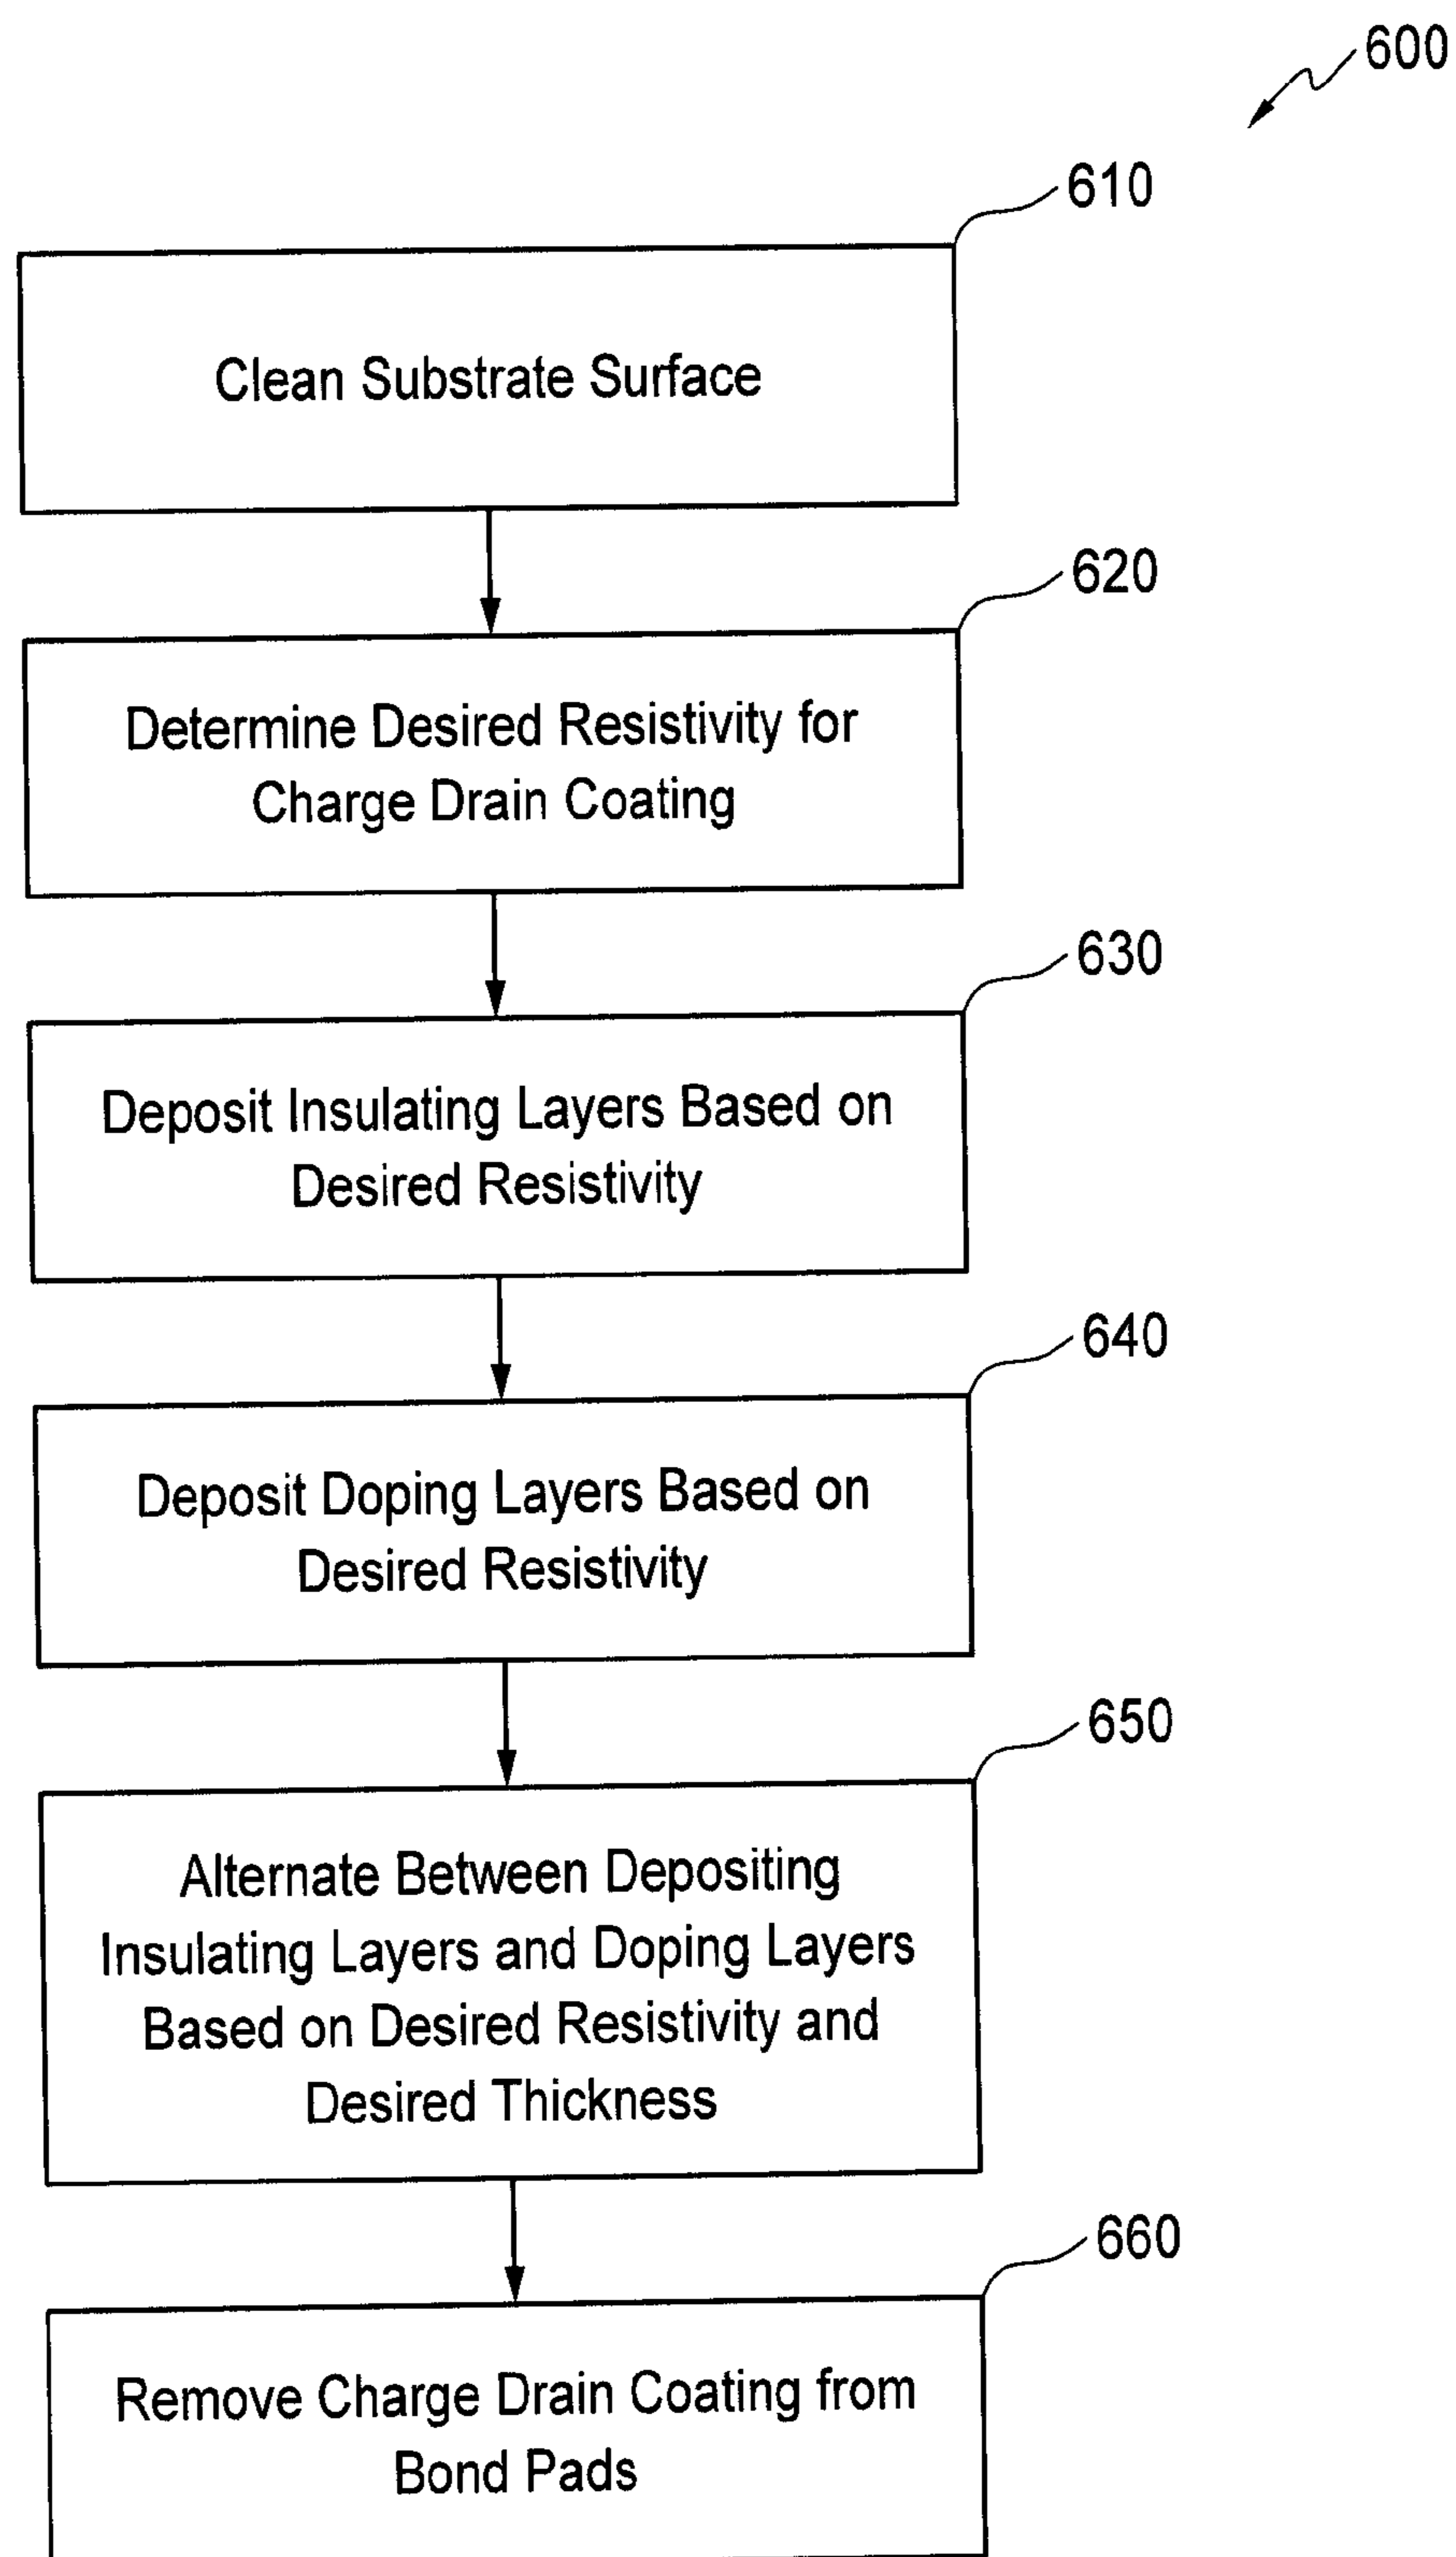 600
610
Clean Substrate Surface
620
Determine Desired Resistivity for
Charge Drain Coating
630
Deposit Insulating Layers Based on
Desired Resistivity
640
Deposit Doping Layers Based on
Desired Resistivity
650
Alternate Between Depositing
Insulating Layers and Doping Layers
Based on Desired Resistivity and
Desired Thickness
660
Remove Charge Drain Coating from
Bond Pads